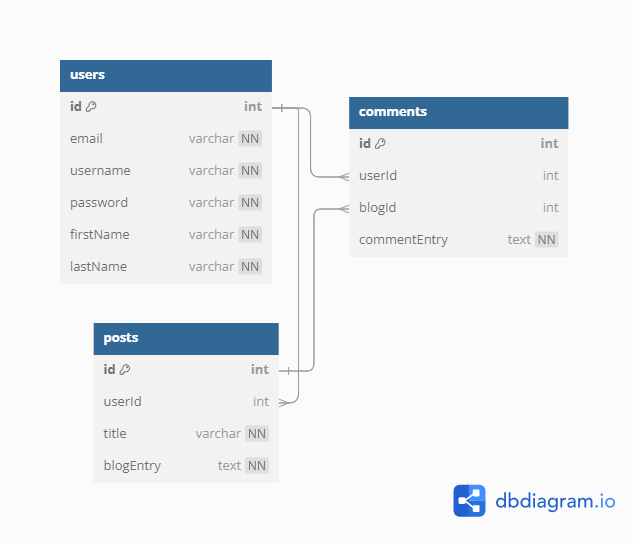 users
id int
email varchar NN
username varchar NN
password varchar NN
firstName varchar NN
lastName varchar NN
comments
id int
userId int
blogId int
commentEntry text NN
posts
id int
userId int
title varchar NN
blogEntry text NN
dbdiagram.io